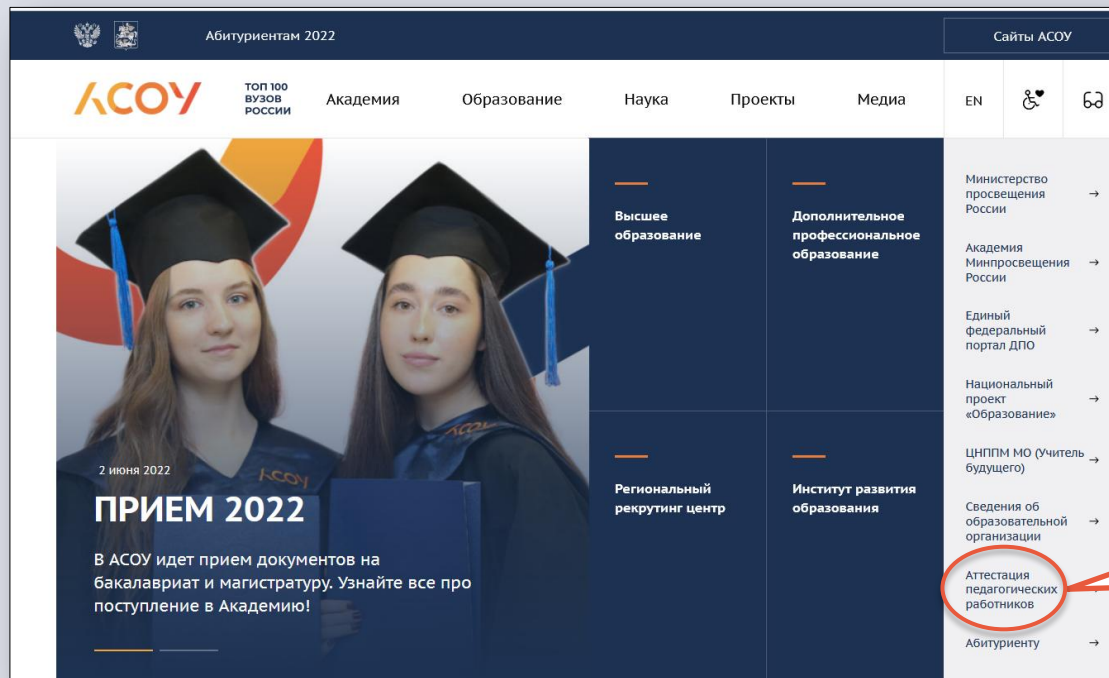 Абитуриентам 2022
Сайты АСОУ
АСОУ
ТОП 100
ВУЗОВ
РОССИИ
Академия
Образование
Наука
Проекты
Медиа
EN
Высшее
образование
Дополнительное
профессиональное
образование
Региональный
рекрутинг центр
Институт развития
образования
2 июня 2022
ПРИЕМ 2022
В АСОУ идет прием документов на
бакалавриат и магистратуру. Узнайте все про
поступление в Академию!
АСОУ
АСОУ
Министерство
просвещения
России
Академия
Минпросвещения
России
Единый
федеральный
портал ДПО
Национальный
проект
«Образование»
ЦНППМ МО (Учитель
будущего)
Сведения об
образовательной
организации
Аттестация
педагогических
работников
Абитуриенту